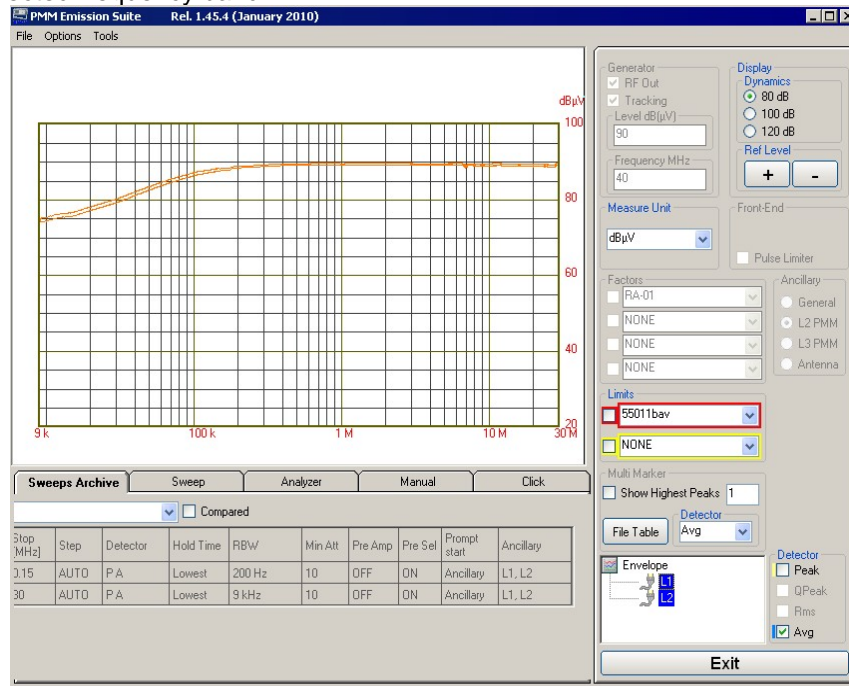 PMM Emission Suite Rel. 1.45.4 (January 2010)
File Options Tools
dBµV
100
80
60
40
20
9 k 100 k 1 M 10 M 30 M
Generator
RF Out
Tracking
Level dB(µV)
90
Frequency MHz
40
Display
Dynamics
80 dB
100 dB
120 dB
Ref Level
+ -
Measure Unit
dBµV
Front-End
Pulse Limiter
Factors
RA-01
NONE
NONE
NONE
Ancillary
General
L2 PMM
L3 PMM
Antenna
Limits
55011bav
NONE
Multi Marker
Show Highest Peaks 1
File Table
Detector
Avg
Envelope
L1
L2
Detector
Peak
QPeak
Rms
Avg
Exit
Sweeps Archive Sweep Analyzer Manual Click
Compared
Stop [MHz] Step Detector Hold Time RBW Min Att Pre Amp Pre Sel Prompt start Ancillary
0.15 AUTO P A Lowest 200 Hz 10 OFF ON Ancillary L1, L2
30 AUTO P A Lowest 9 kHz 10 OFF ON Ancillary L1, L2